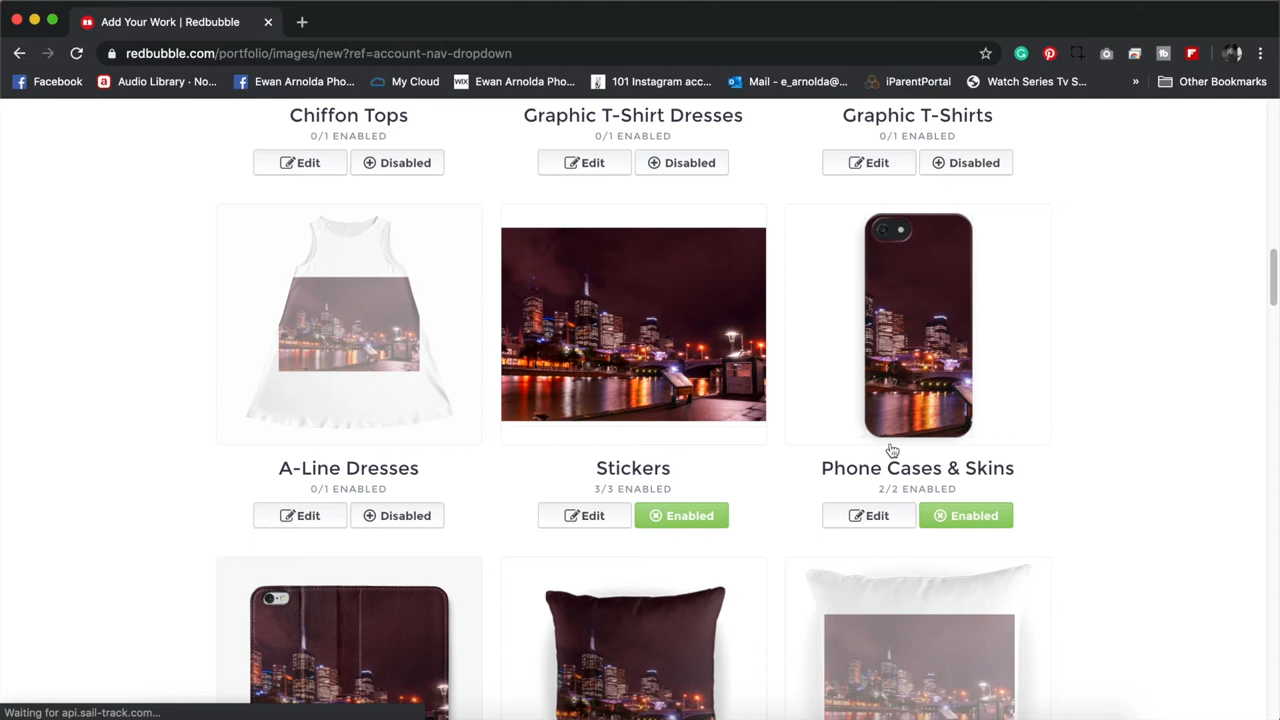 Add Your Work | Redbubble
redbubble.com/portfolio/images/new?ref=account-nav-dropdown
Facebook Audio Library · No... Ewan Arnolda Pho... My Cloud WIX Ewan Arnolda Pho... 101 Instagram acc... Mail - e_arnolda@... iParentPortal Watch Series Tv S... » Other Bookmarks
Chiffon Tops Graphic T-Shirt Dresses Graphic T-Shirts
0/1 ENABLED 0/1 ENABLED 0/1 ENABLED
Edit Disabled Edit Disabled Edit Disabled
A-Line Dresses Stickers Phone Cases & Skins
0/1 ENABLED 3/3 ENABLED 2/2 ENABLED
Edit Disabled Edit Enabled Edit Enabled
Waiting for api.sail-track.com...